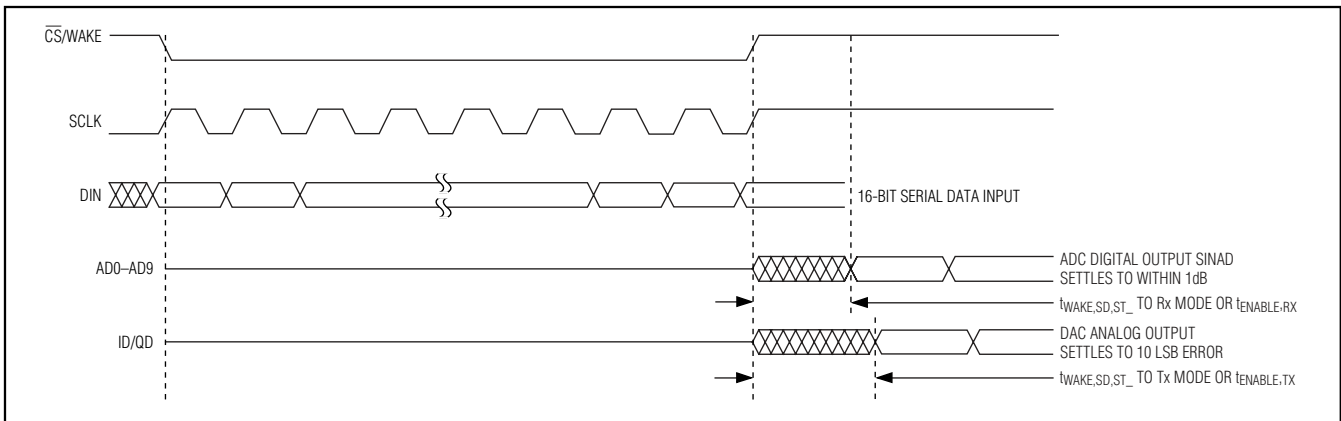 C̅S̅/WAKE
SCLK
DIN
16-BIT SERIAL DATA INPUT
AD0–AD9
ADC DIGITAL OUTPUT SINAD
SETTLES TO WITHIN 1dB
tWAKE,SD,ST_ TO Rx MODE OR tENABLE,RX
ID/QD
DAC ANALOG OUTPUT
SETTLES TO 10 LSB ERROR
tWAKE,SD,ST_ TO Tx MODE OR tENABLE,TX